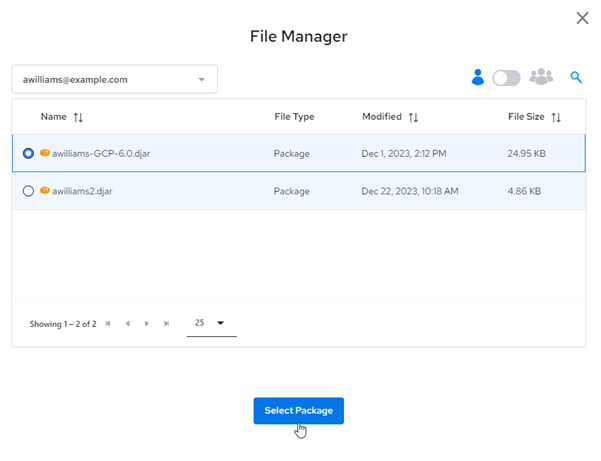 File Manager
awilliams@example.com
Name File Type Modified File Size
awilliams-GCP-6.0.djar Package Dec 1, 2023, 2:12 PM 24.95 KB
awilliams2.djar Package Dec 22, 2023, 10:18 AM 4.86 KB
Showing 1 – 2 of 2 25
Select Package